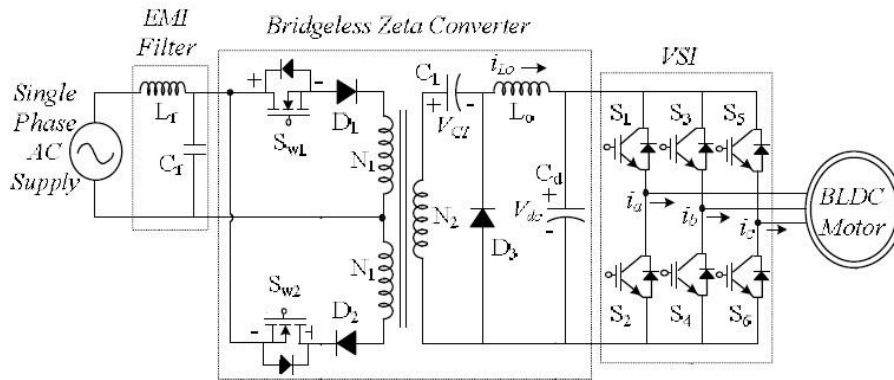 EMI
Filter
Bridgeless Zeta Converter
VSI
Single
Phase
AC
Supply
Lf
Cf
+
-
Sw1
D1
N1
C1
+
-
VC1
iLo
Lo
S1
S3
S5
N2
D3
Cd
+
Vdc
-
ia
ib
ic
BLDC
Motor
N1
Sw2
-
+
D2
S2
S4
S6